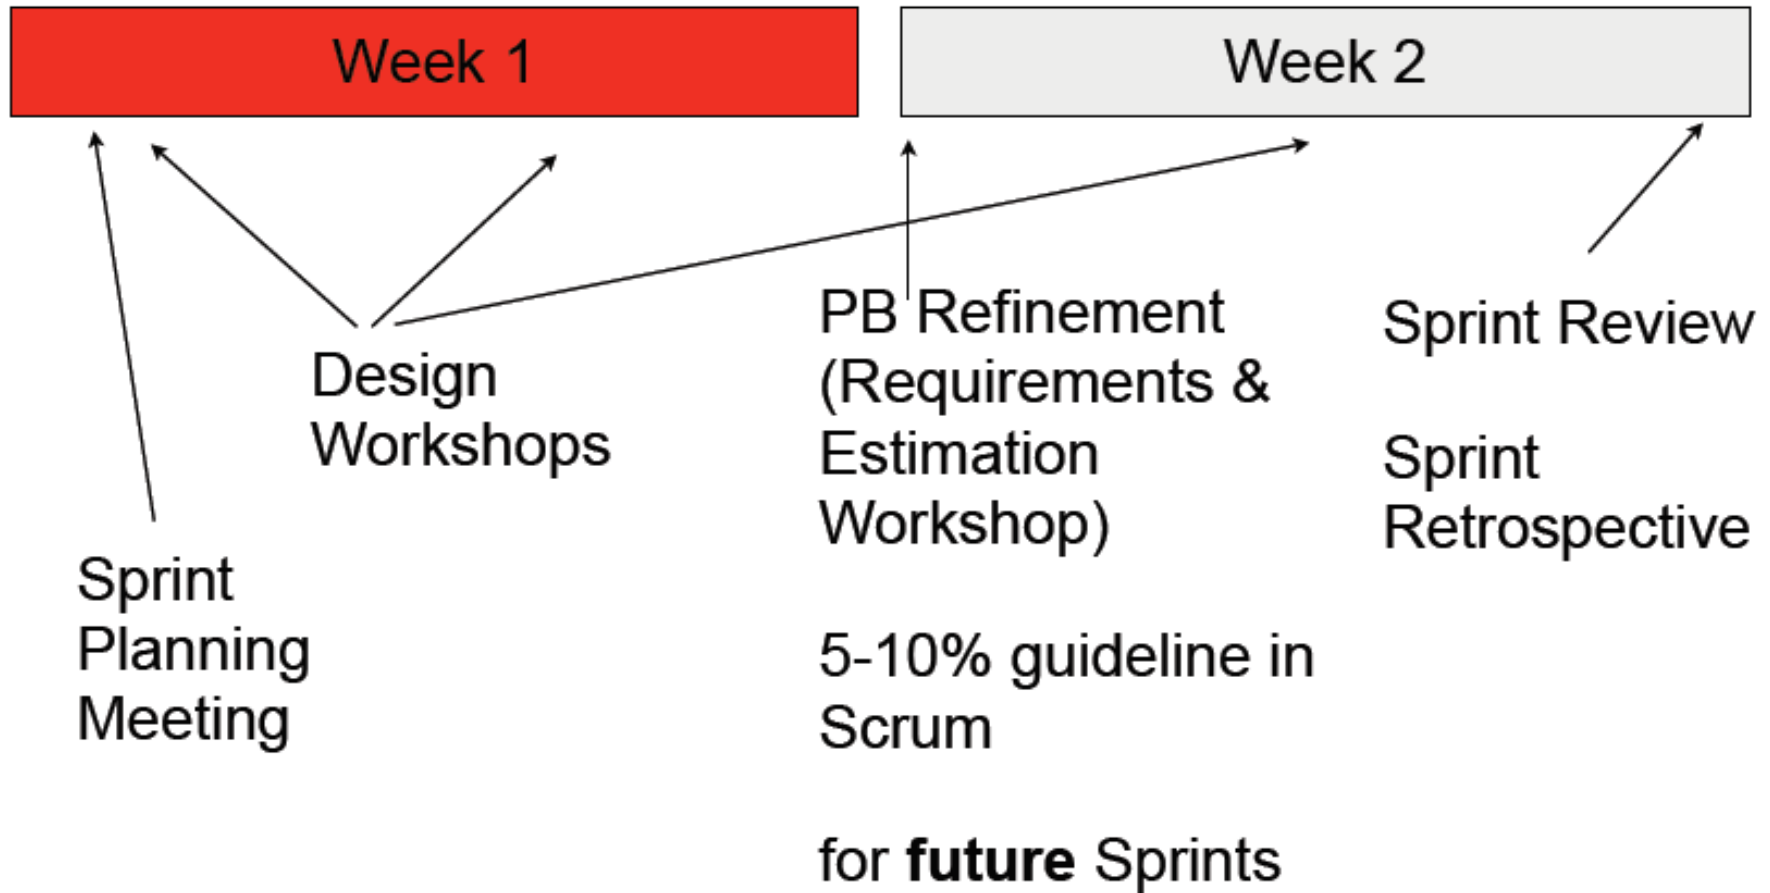 Week 1
Week 2
Design
Workshops
Sprint
Planning
Meeting
PB Refinement
(Requirements &
Estimation
Workshop)
5-10% guideline in
Scrum
for future Sprints
Sprint Review
Sprint
Retrospective